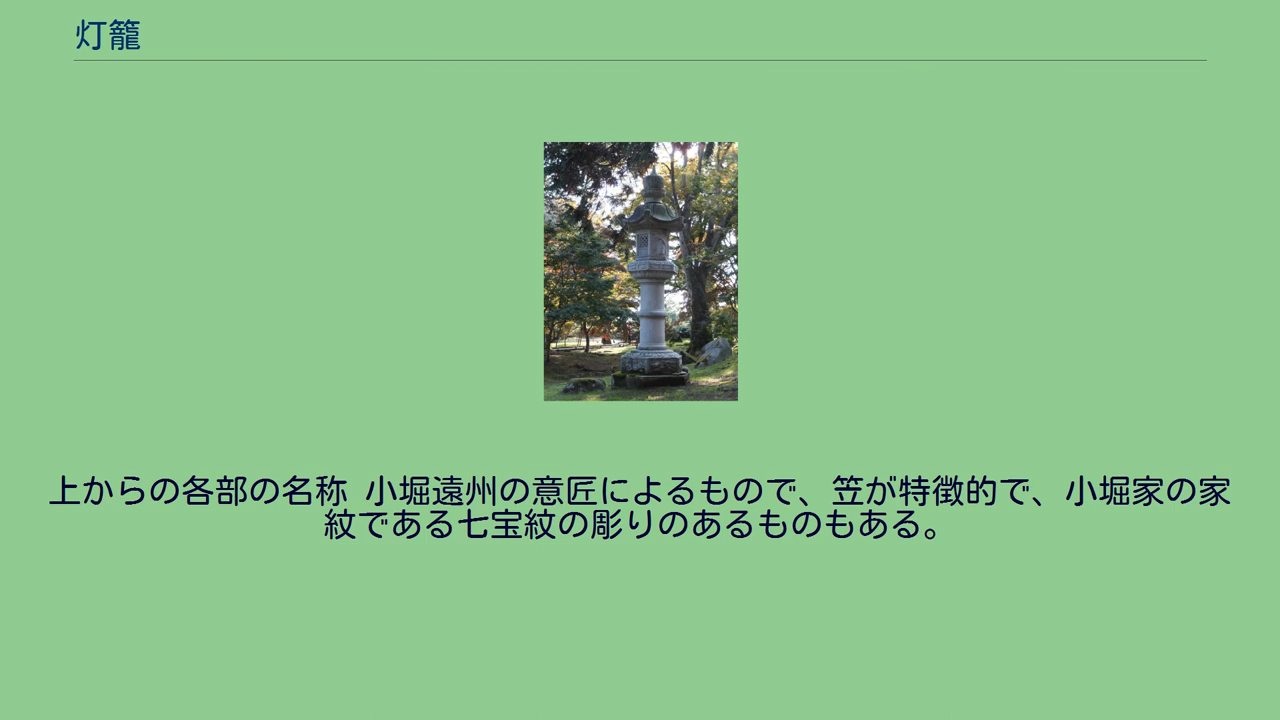 灯籠
上からの各部の名称 小堀遠州の意匠によるもので、笠が特徴的で、小堀家の家
紋である七宝紋の彫りのあるものもある。